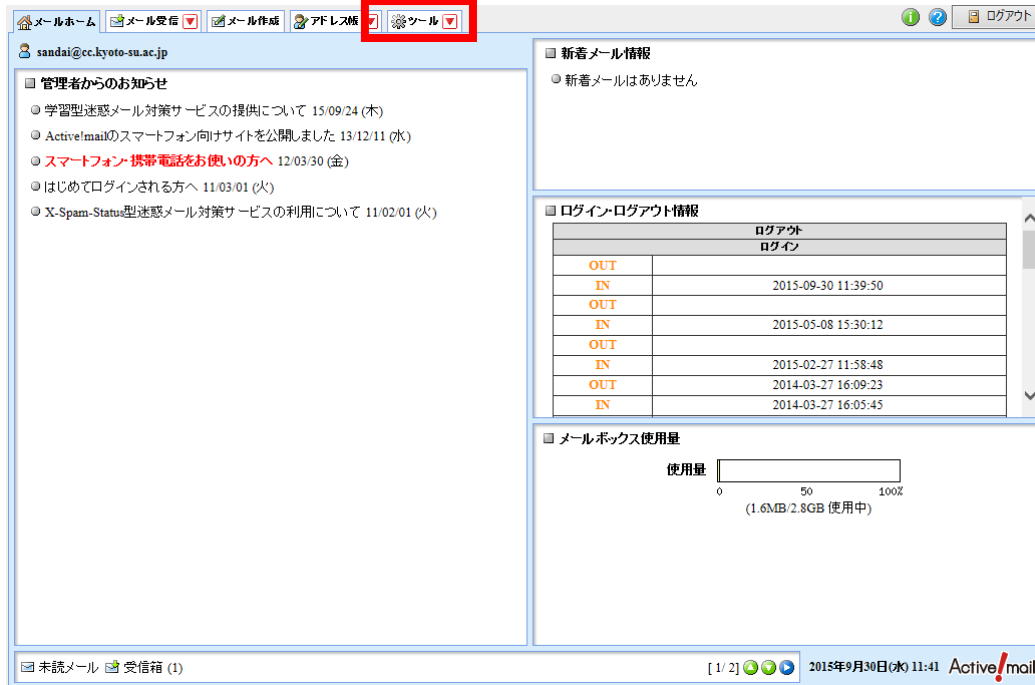 メールホーム メール受信 メール作成 アドレス帳 ツール ログアウト
sandai@cc.kyoto-su.ac.jp
管理者からのお知らせ
学習型迷惑メール対策サービスの提供について 15/09/24 (木)
Active!mailのスマートフォン向けサイトを公開しました 13/12/11 (水)
スマートフォン・携帯電話をお使いの方へ 12/03/30 (金)
はじめてログインされる方へ 11/03/01 (火)
X-Spam-Status型迷惑メール対策サービスの利用について 11/02/01 (火)
新着メール情報
新着メールはありません
ログイン・ログアウト情報
ログアウト
ログイン
OUT
IN 2015-09-30 11:39:50
OUT
IN 2015-05-08 15:30:12
OUT
IN 2015-02-27 11:58:48
OUT 2014-03-27 16:09:23
IN 2014-03-27 16:05:45
メールボックス使用量
使用量
0 50 100%
(1.6MB/2.8GB 使用中)
未読メール 受信箱 (1) [ 1/ 2] 2015年9月30日(水) 11:41 Active!mail